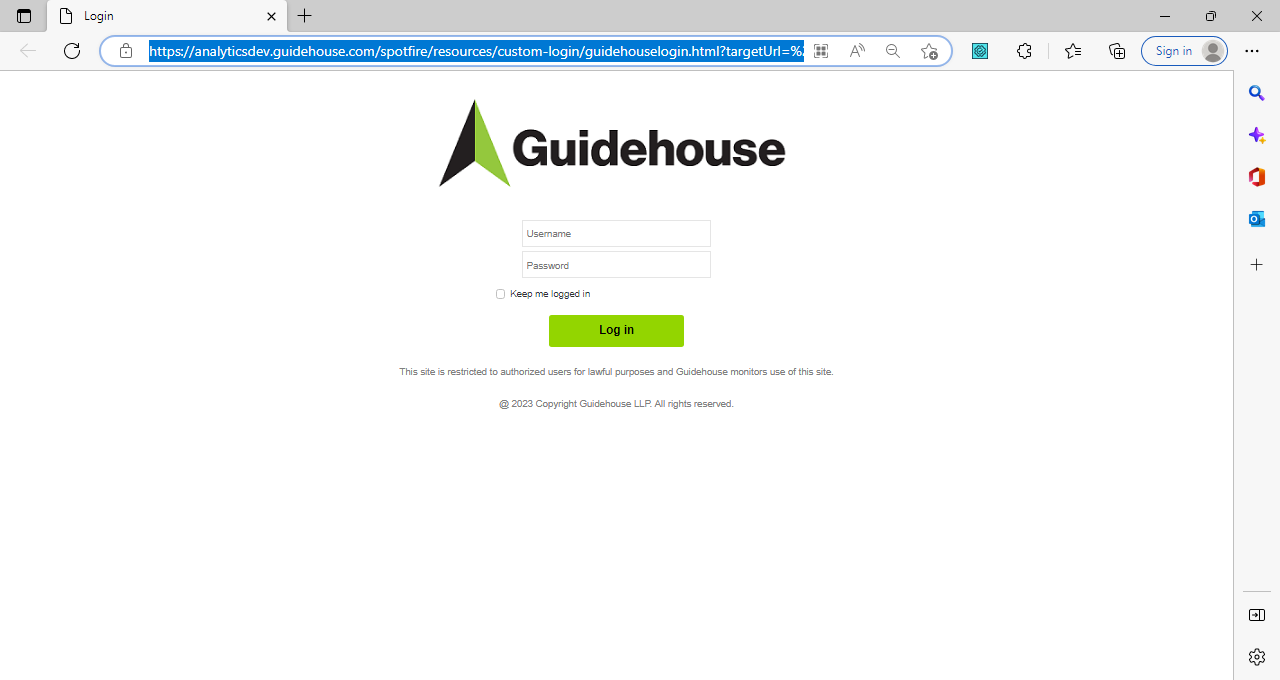 Login
https://analyticsdev.guidehouse.com/spotfire/resources/custom-login/guidehouselogin.html?targetUrl=%
Sign in
Guidehouse
Username
Password
Keep me logged in
Log in
This site is restricted to authorized users for lawful purposes and Guidehouse monitors use of this site.
@ 2023 Copyright Guidehouse LLP. All rights reserved.